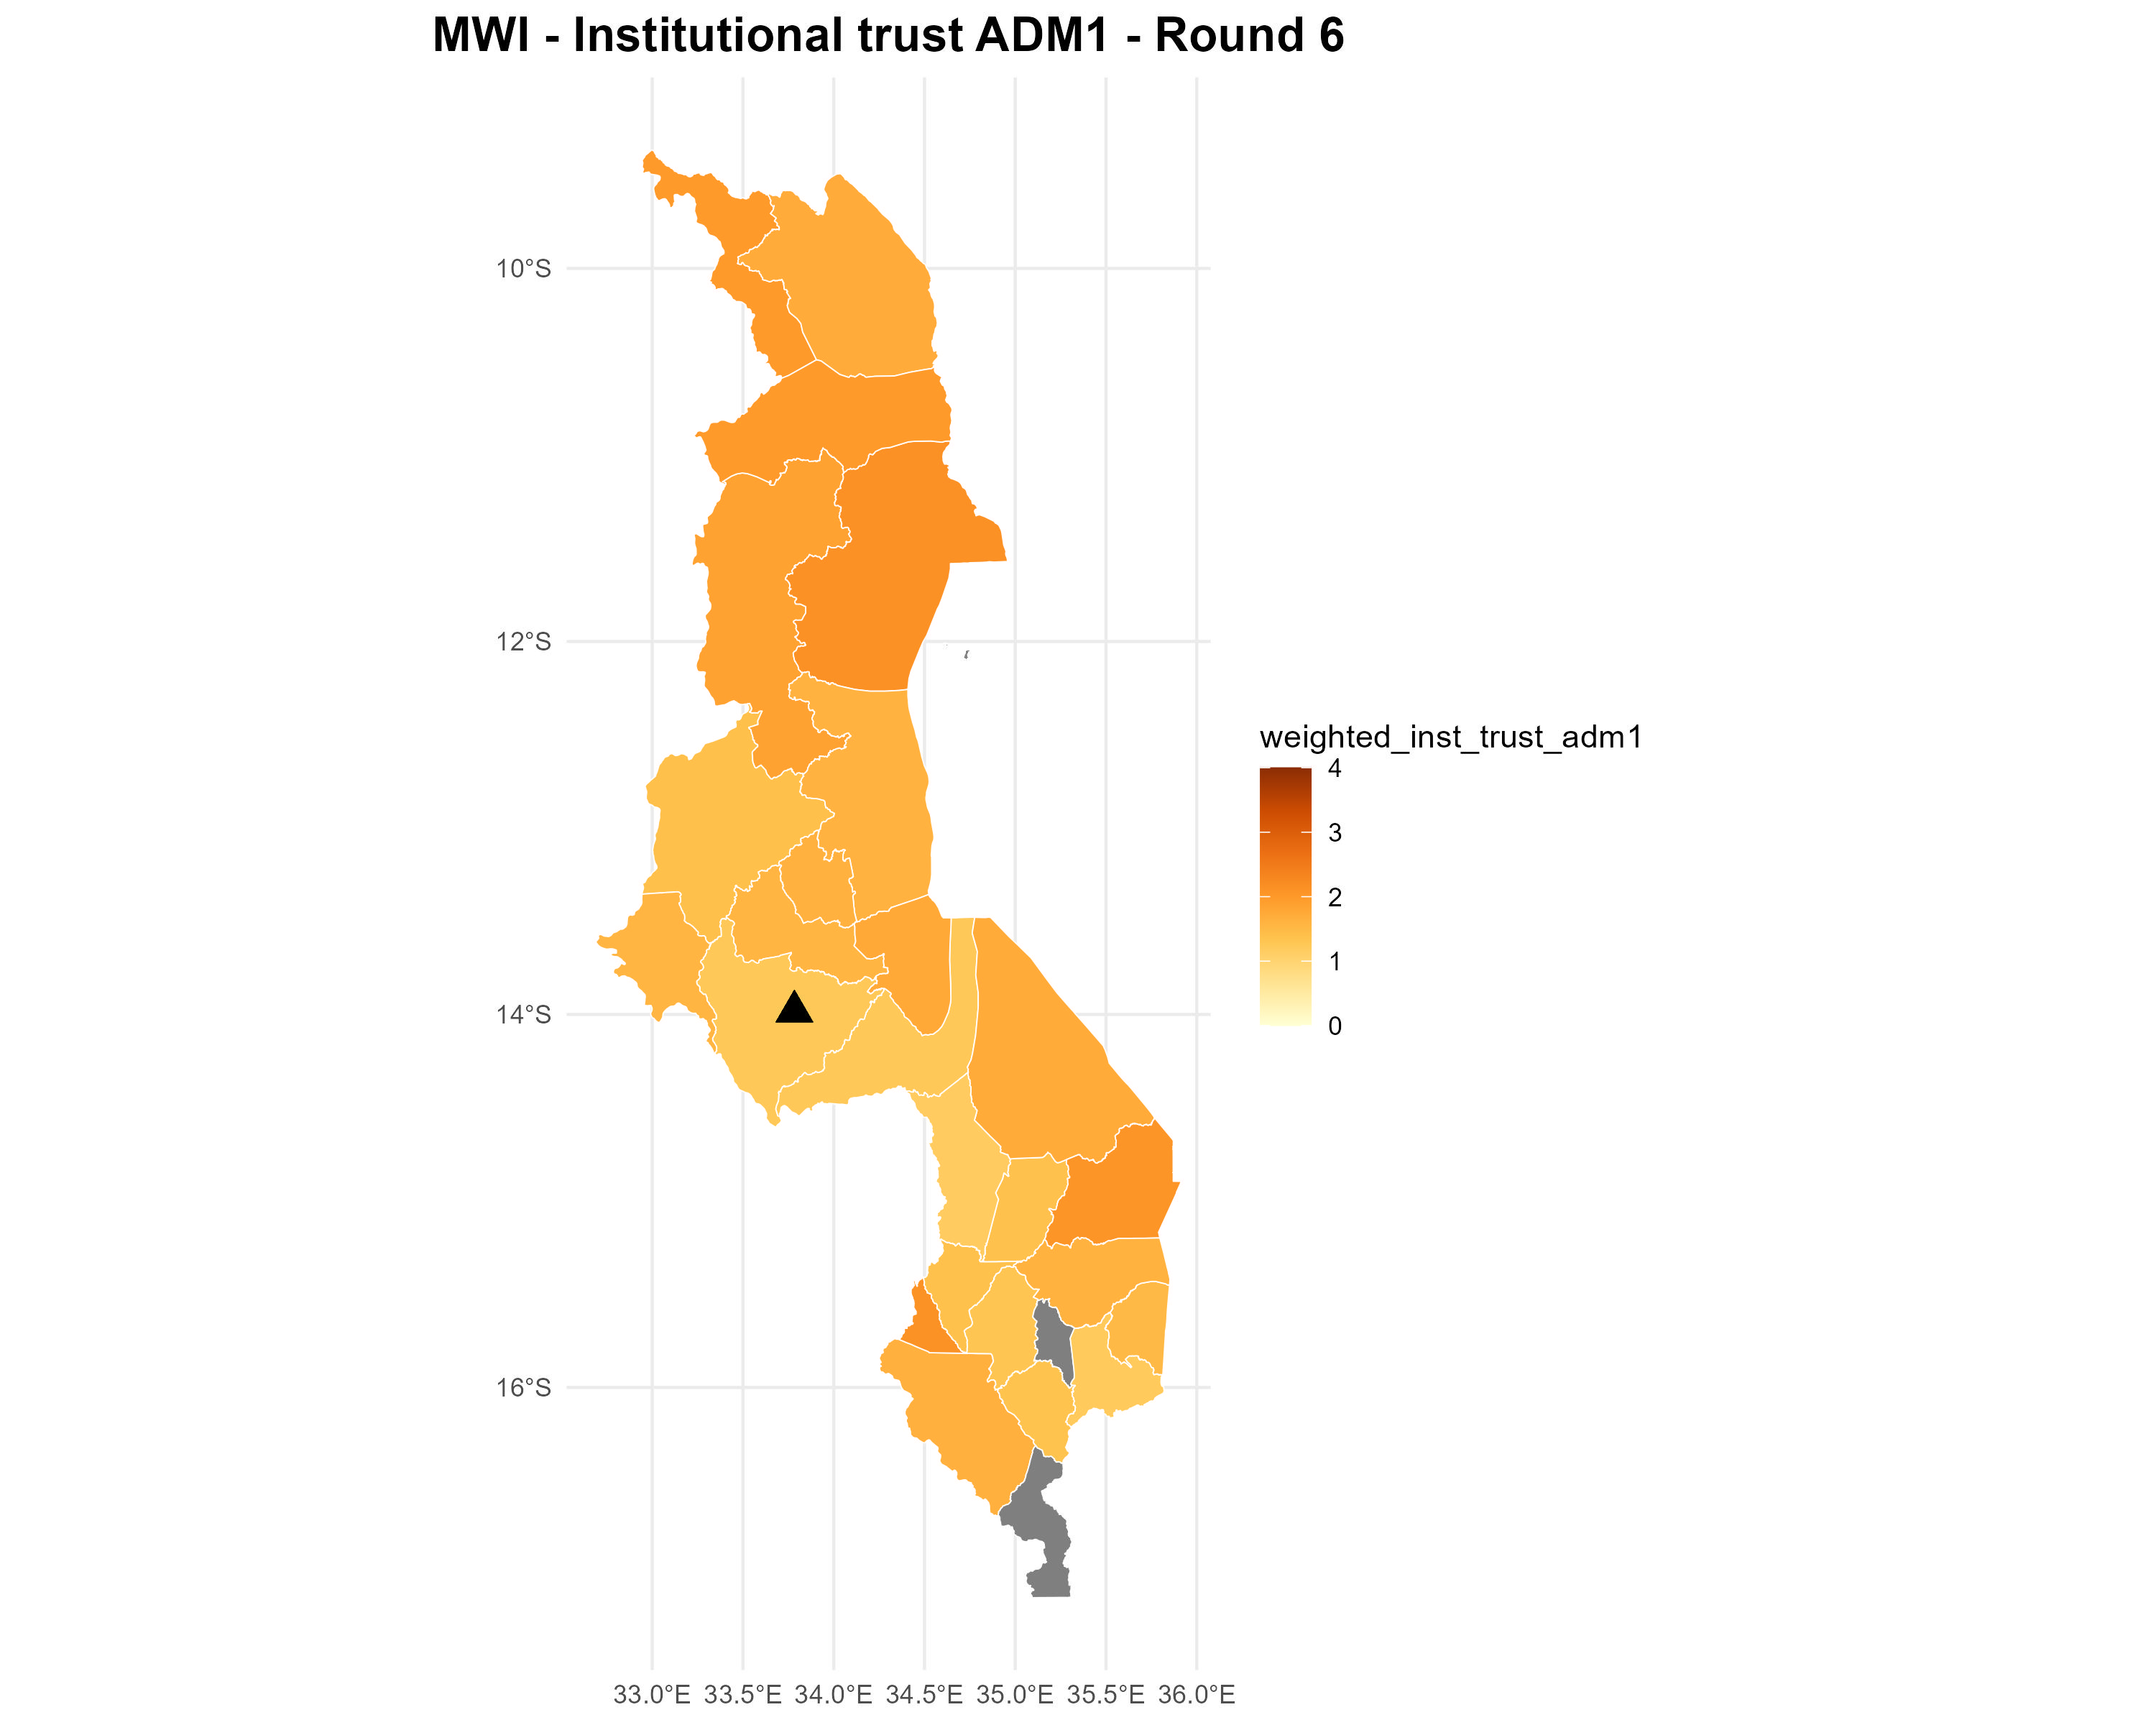 MWI - Institutional trust ADM1 - Round 6
10°S
12°S
14°S
16°S
33.0°E 33.5°E 34.0°E 34.5°E 35.0°E 35.5°E 36.0°E
weighted_inst_trust_adm1
4
3
2
1
0